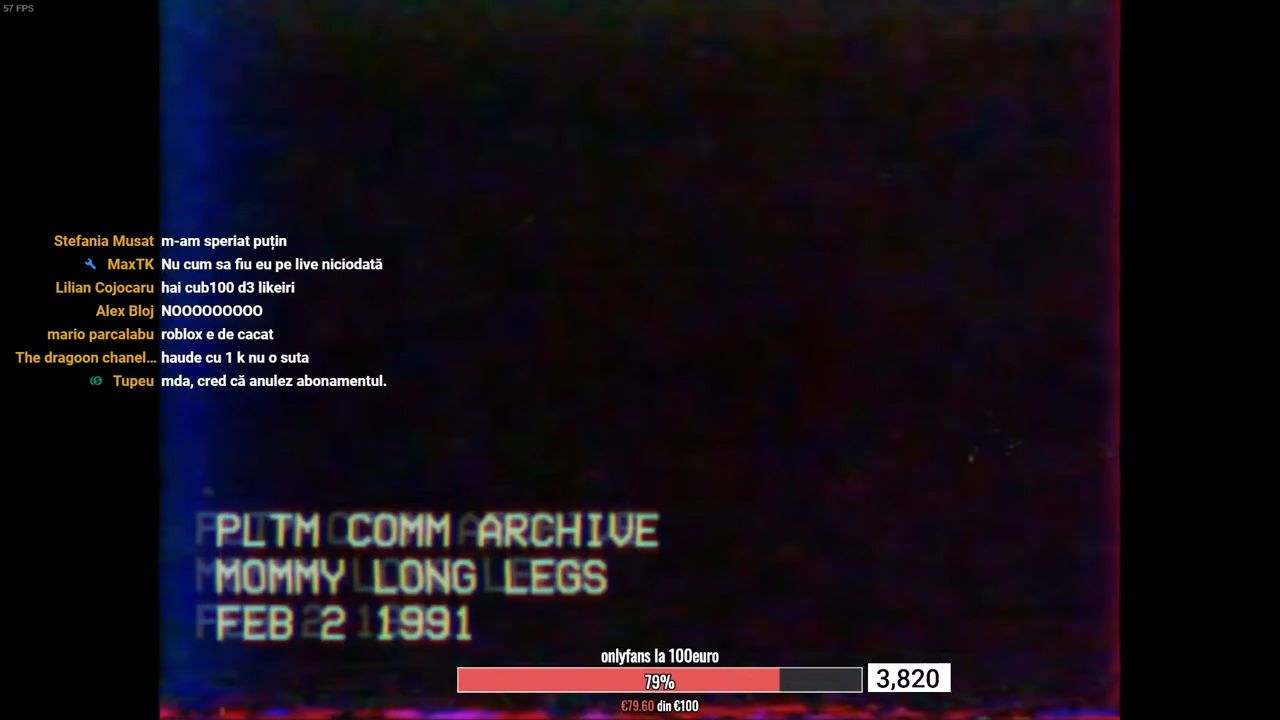 57 FPS
Stefania Musat m-am speriat puțin
MaxTK Nu cum sa fiu eu pe live niciodată
Lilian Cojocaru hai cub100 d3 likeiri
Alex Bloj NOOOOOOOOO
mario parcalabu roblox e de cacat
The dragoon chanel… haude cu 1 k nu o suta
Tupeu mda, cred că anulez abonamentul.
PLTM COMM ARCHIVE
MOMMY LONG LEGS
FEB 2 1991
onlyfans la 100euro
79%
3,820
€79.60 din €100